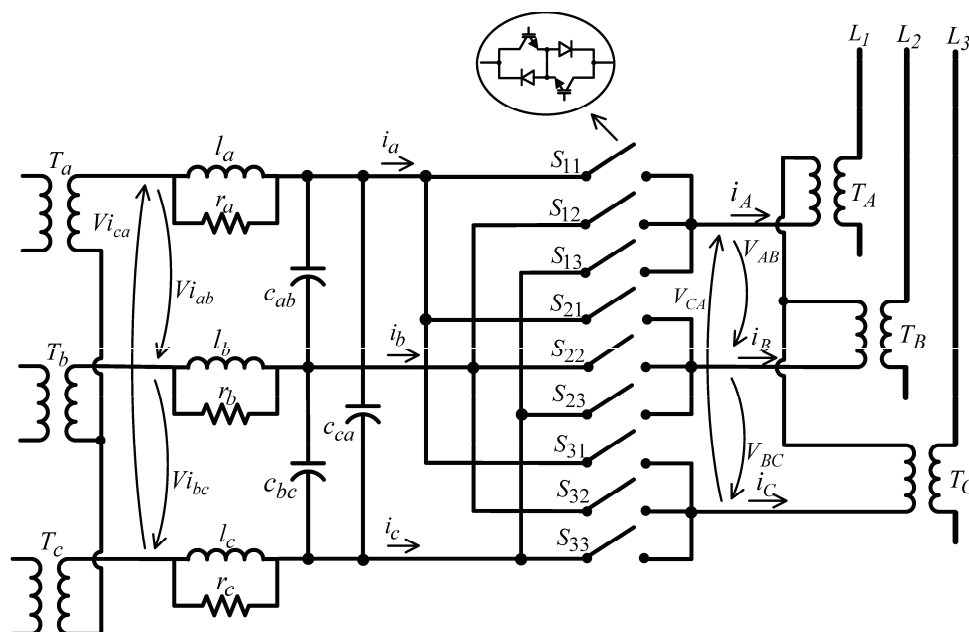 L1 L2 L3
Ta la ia S11
ra S12 iA TA
Vica S13 VAB
Viab cab S21 VCA
Tb lb ib S22 iB TB
rb S23
cca S31 VBC
Vibc cbc S32 iC TC
Tc lc ic S33
rc